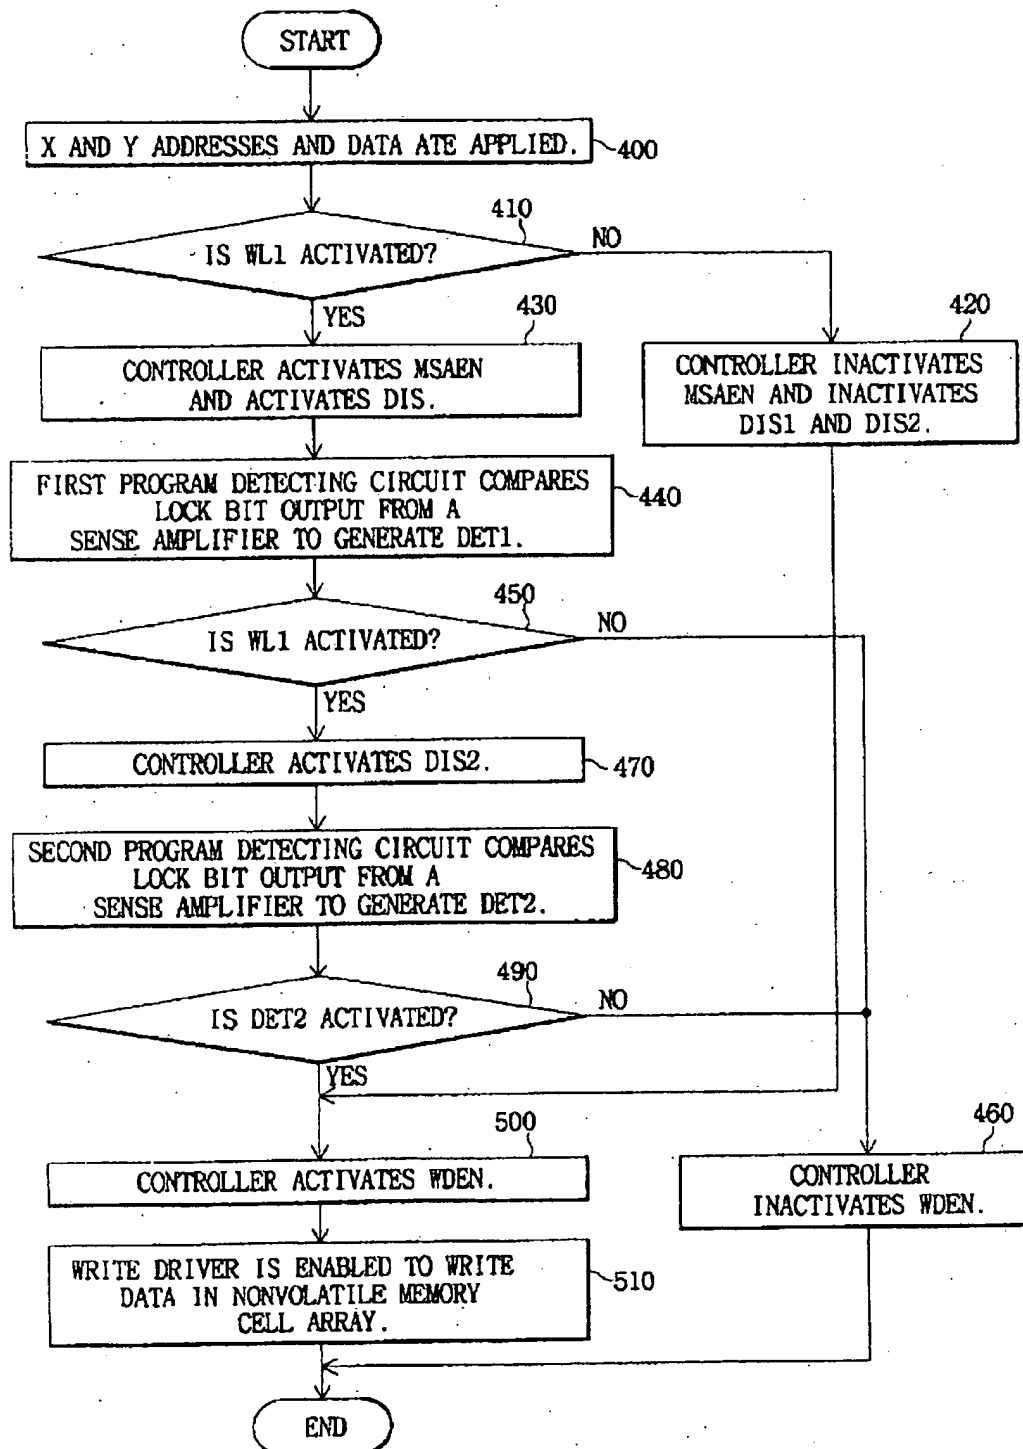 START
X AND Y ADDRESSES AND DATA ATE APPLIED.
400
410
IS WL1 ACTIVATED?
NO
YES
430
CONTROLLER ACTIVATES MSAEN
AND ACTIVATES DIS.
420
CONTROLLER INACTIVATES
MSAEN AND INACTIVATES
DIS1 AND DIS2.
FIRST PROGRAM DETECTING CIRCUIT COMPARES
LOCK BIT OUTPUT FROM A
SENSE AMPLIFIER TO GENERATE DET1.
440
450
IS WL1 ACTIVATED?
NO
YES
CONTROLLER ACTIVATES DIS2.
470
SECOND PROGRAM DETECTING CIRCUIT COMPARES
LOCK BIT OUTPUT FROM A
SENSE AMPLIFIER TO GENERATE DET2.
480
490
IS DET2 ACTIVATED?
NO
YES
500
CONTROLLER ACTIVATES WDEN.
460
CONTROLLER
INACTIVATES WDEN.
WRITE DRIVER IS ENABLED TO WRITE
DATA IN NONVOLATILE MEMORY
CELL ARRAY.
510
END